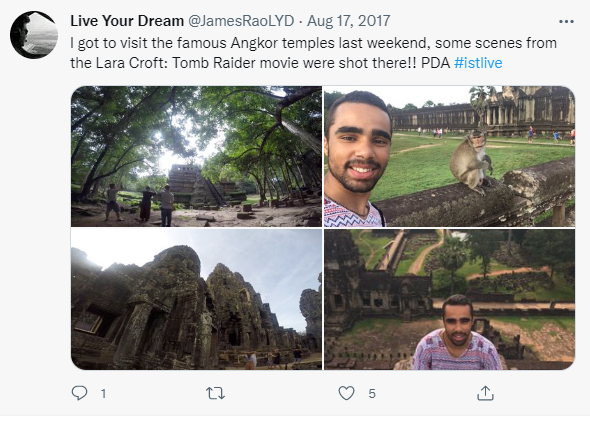 Live Your Dream @JamesRaoLYD · Aug 17, 2017
I got to visit the famous Angkor temples last weekend, some scenes from
the Lara Croft: Tomb Raider movie were shot there!! PDA #istlive
1 5